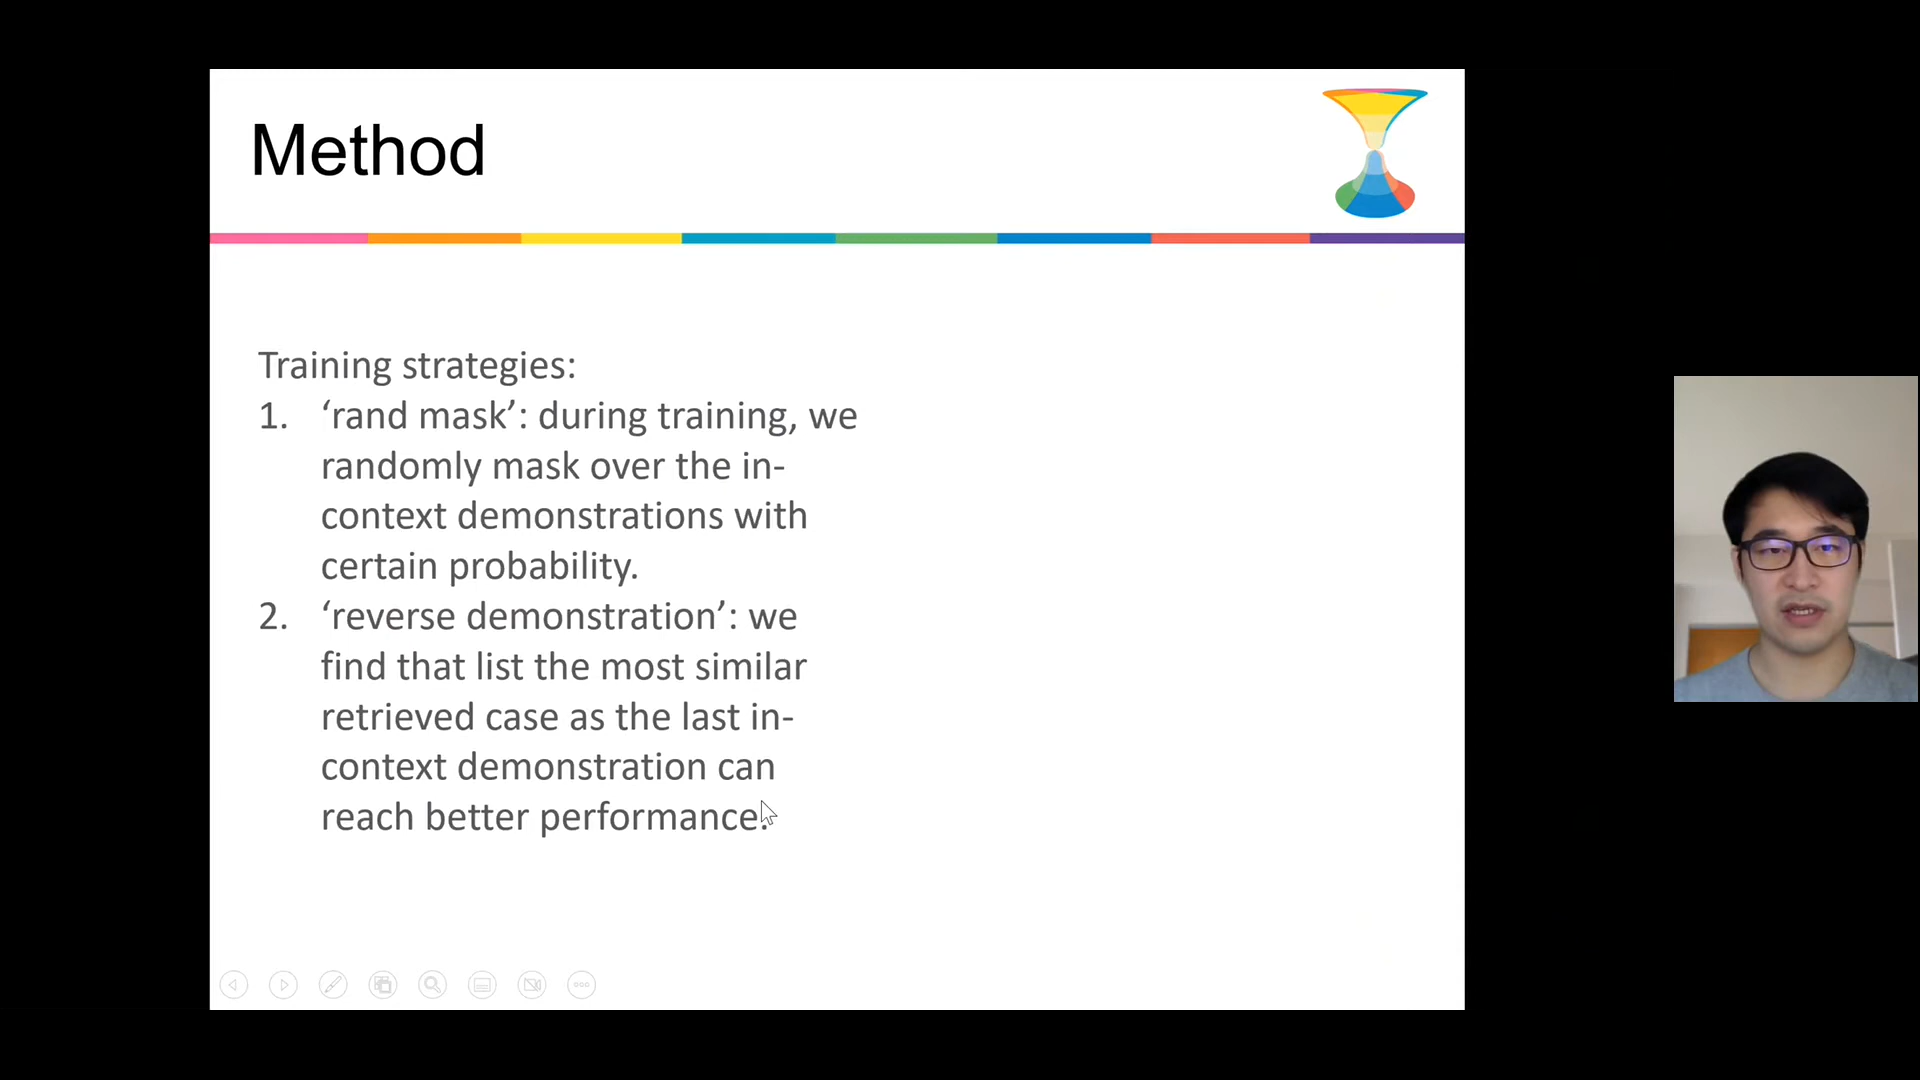 Method
Training strategies:
1. ‘rand mask’: during training, we
randomly mask over the in-
context demonstrations with
certain probability.
2. ‘reverse demonstration’: we
find that list the most similar
retrieved case as the last in-
context demonstration can
reach better performance.